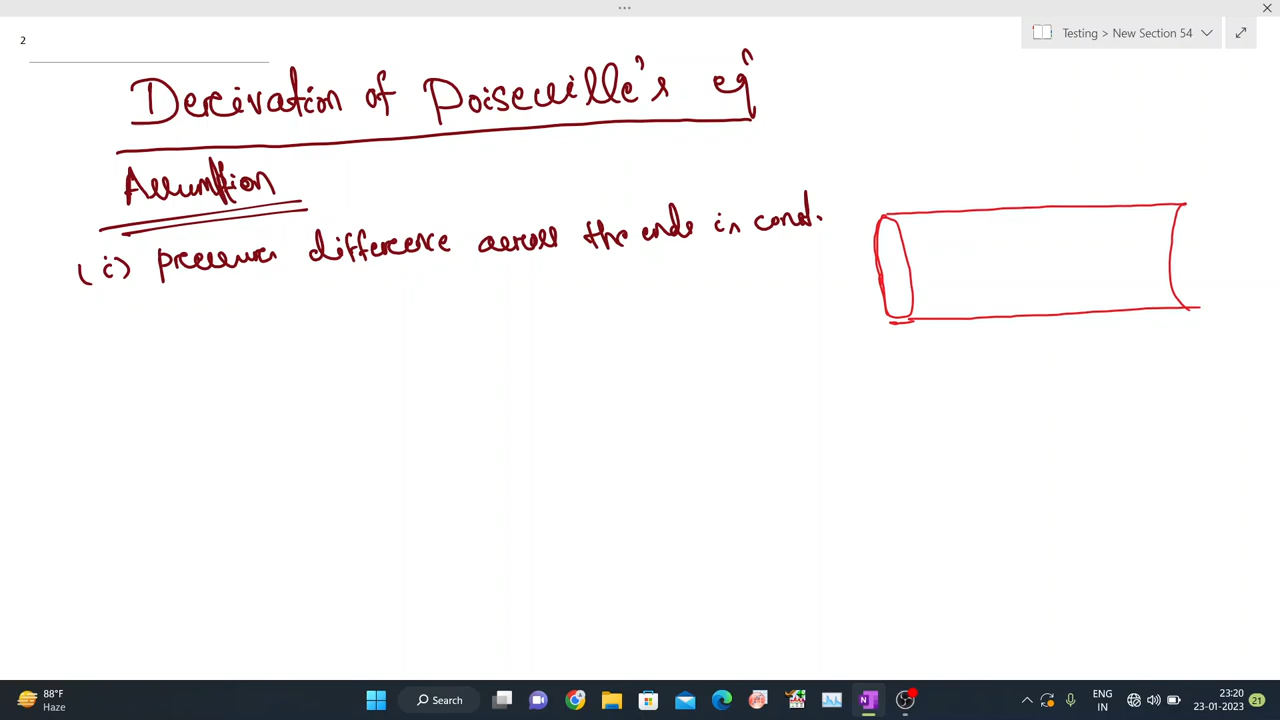 2
Testing > New Section 54
Derivation of Poiseuille's eqn
Assumption
(i) pressure difference across the ends is const.
88°F
Haze
Search
ENG
IN
23:20
23-01-2023
21